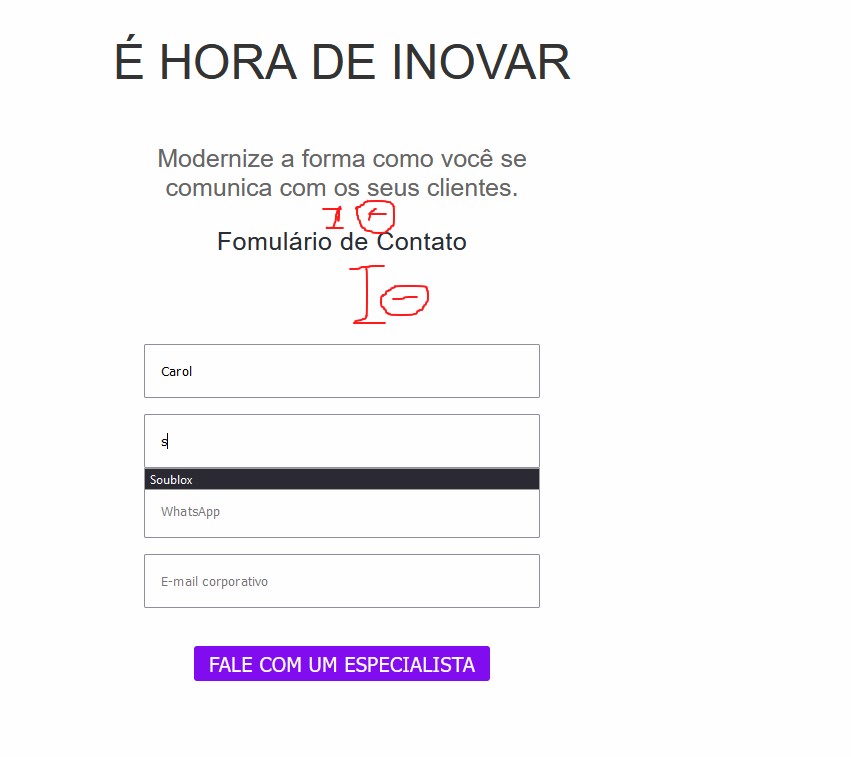 É HORA DE INOVAR
Modernize a forma como você se
comunica com os seus clientes.
Fomulário de Contato
Carol
s
Soublox
WhatsApp
E-mail corporativo
FALE COM UM ESPECIALISTA